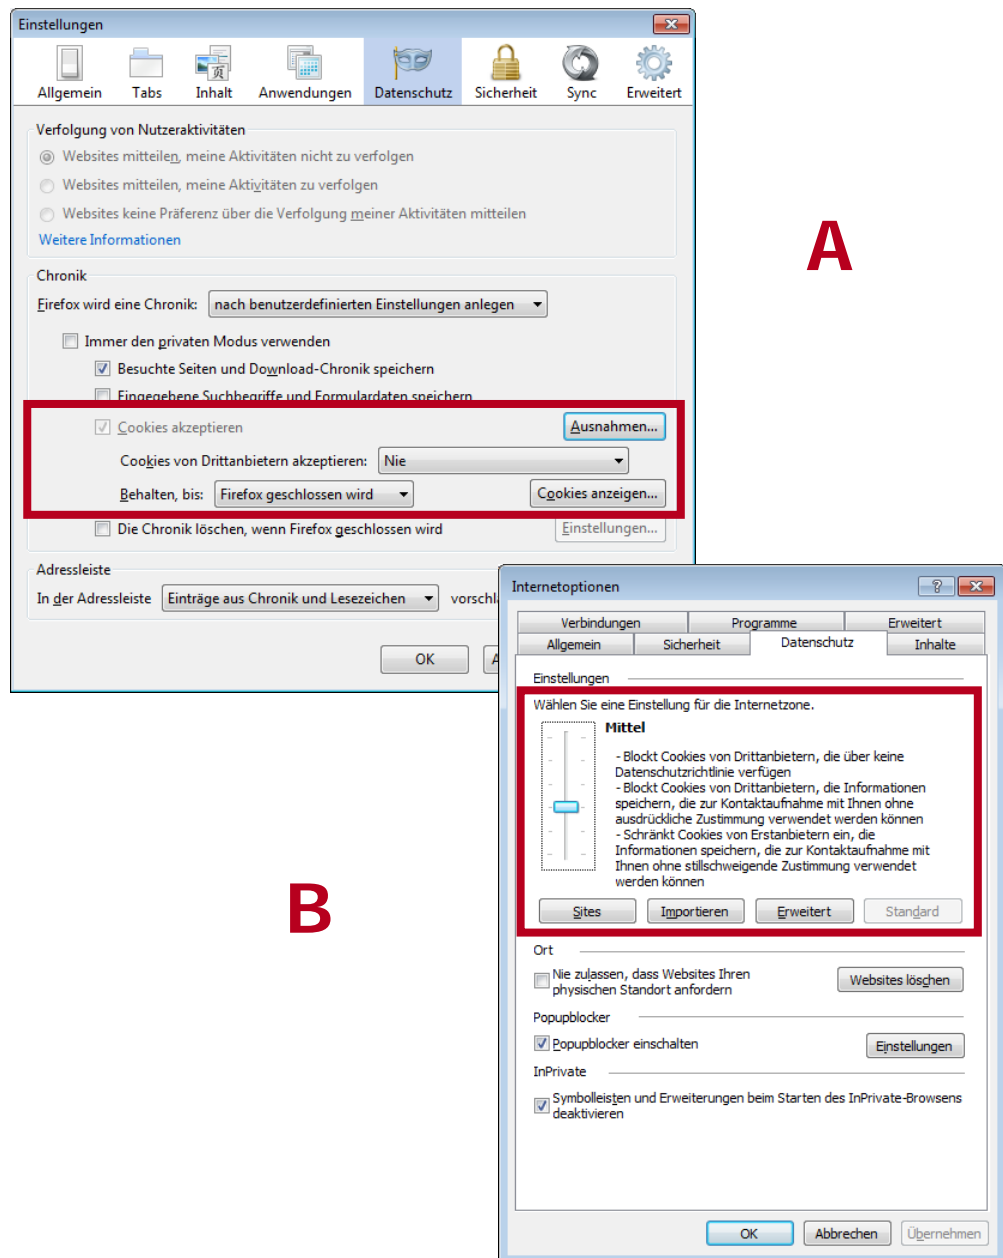 Einstellungen
Allgemein Tabs Inhalt Anwendungen Datenschutz Sicherheit Sync Erweitert
页
Verfolgung von Nutzeraktivitäten
Websites mitteilen, meine Aktivitäten nicht zu verfolgen
Websites mitteilen, meine Aktivitäten zu verfolgen
Websites keine Präferenz über die Verfolgung meiner Aktivitäten mitteilen
Weitere Informationen
A
Chronik
Firefox wird eine Chronik: nach benutzerdefinierten Einstellungen anlegen
Immer den privaten Modus verwenden
Besuchte Seiten und Download-Chronik speichern
Eingegebene Suchbegriffe und Formulardaten speichern
Cookies akzeptieren Ausnahmen...
Cookies von Drittanbietern akzeptieren: Nie
Behalten, bis: Firefox geschlossen wird Cookies anzeigen...
Die Chronik löschen, wenn Firefox geschlossen wird Einstellungen...
Adressleiste
In der Adressleiste Einträge aus Chronik und Lesezeichen
OK
B
Internetoptionen
Verbindungen Programme Erweitert
Allgemein Sicherheit Datenschutz Inhalte
Einstellungen
Wählen Sie eine Einstellung für die Internetzone.
Mittel
- Blockt Cookies von Drittanbietern, die über keine
Datenschutzrichtlinie verfügen
- Blockt Cookies von Drittanbietern, die Informationen
speichern, die zur Kontaktaufnahme mit Ihnen ohne
ausdrückliche Zustimmung verwendet werden können
- Schränkt Cookies von Erstanbietern ein, die
Informationen speichern, die zur Kontaktaufnahme mit
Ihnen ohne stillschweigende Zustimmung verwendet
werden können
Sites Importieren Erweitert Standard
Ort
Nie zulassen, dass Websites Ihren
physischen Standort anfordern
Websites löschen
Popupblocker
Popupblocker einschalten Einstellungen
InPrivate
Symbolleisten und Erweiterungen beim Starten des InPrivate-Browsens
deaktivieren
OK Abbrechen Übernehmen